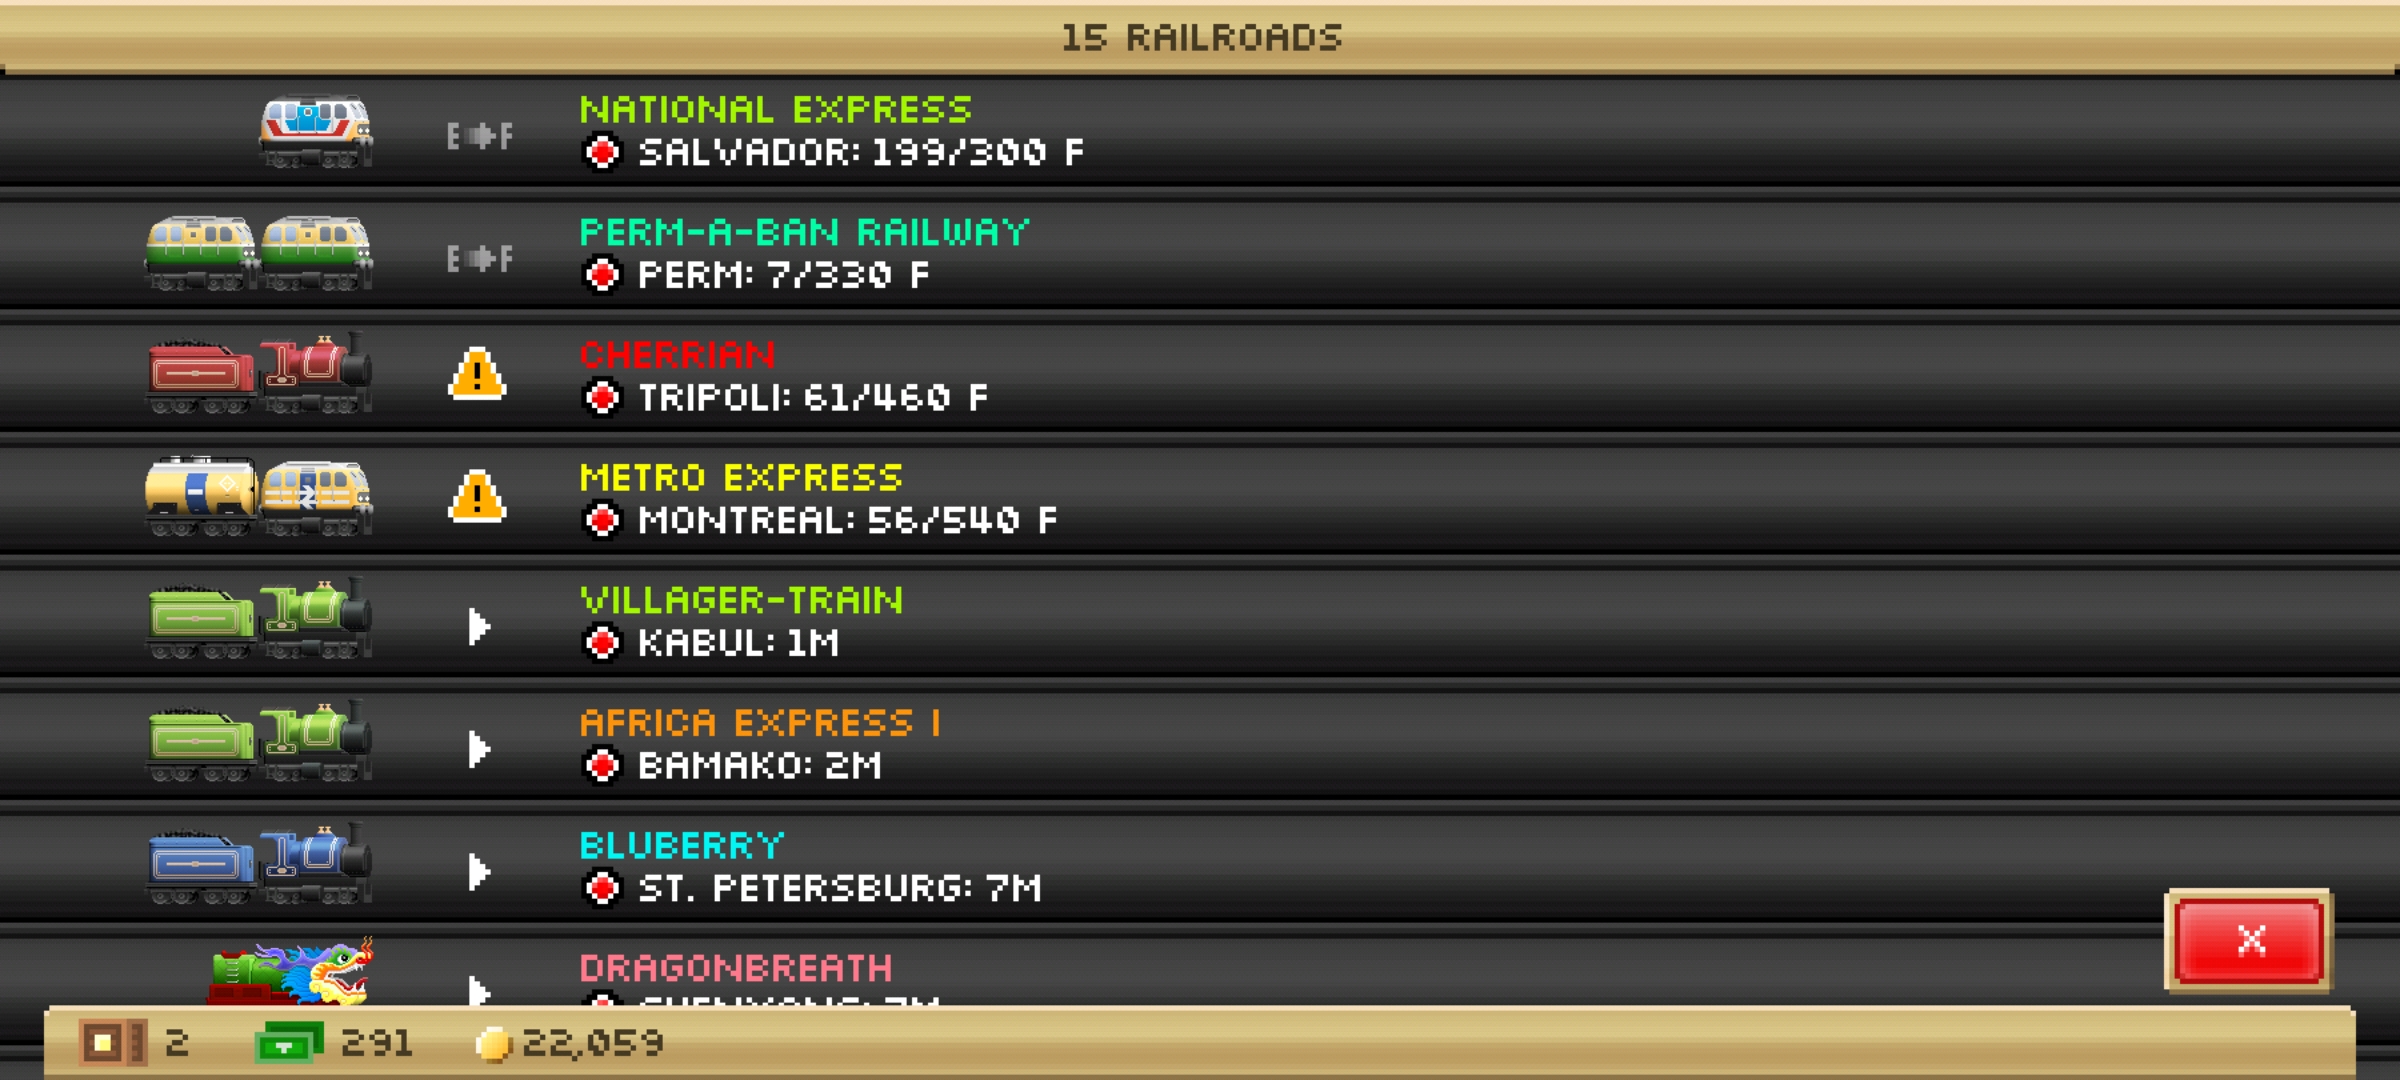 15 RAILROADS
NATIONAL EXPRESS
E F
SALVADOR: 199/300 F
PERM-A-BAN RAILWAY
E F
PERM: 7/330 F
CHERRIAN
TRIPOLI: 61/460 F
METRO EXPRESS
MONTREAL: 56/540 F
VILLAGER-TRAIN
KABUL: 1M
AFRICA EXPRESS I
BAMAKO: 2M
BLUBERRY
ST. PETERSBURG: 7M
DRAGONBREATH
X
2 291 22,059